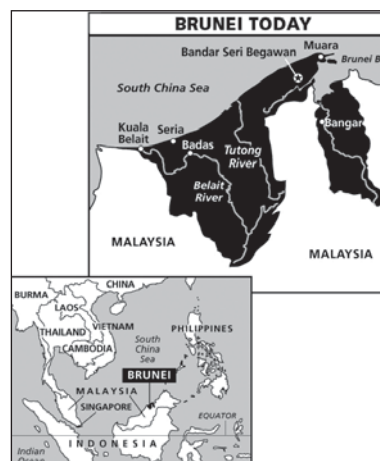 BRUNEI TODAY
Bandar Seri Begawan
Muara
Brunei B
South China Sea
Kuala
Belait
Seria
Badas
Tutong
River
Bangar
Belait
River
MALAYSIA
MALAYSIA
CHINA
BURMA
LAOS
THAILAND
VIETNAM
CAMBODIA
South
China
Sea
PHILIPPINES
BRUNEI
MALAYSIA
SINGAPORE
EQUATOR
INDONESIA
Indian
Ocean